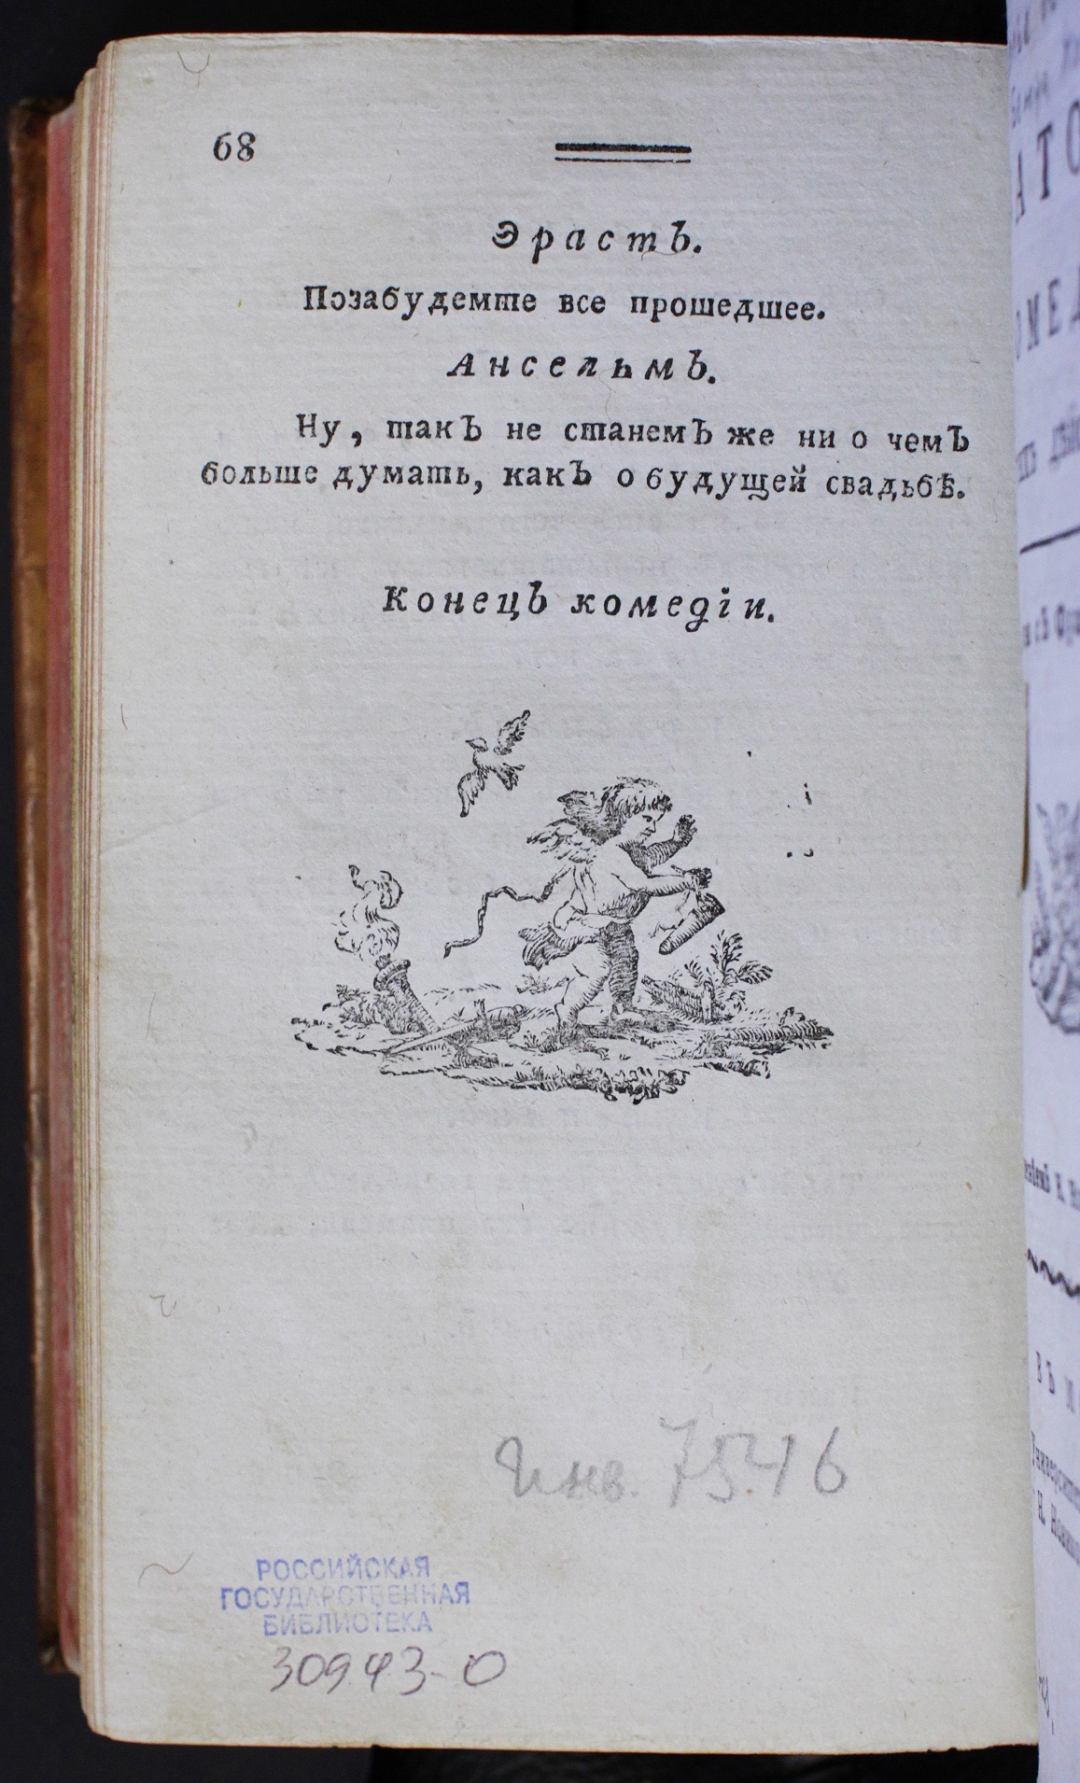 68
Эрастъ.
Позабудемте все прошедшее.
Ансельмъ.
Ну, такъ не станемъ же ни о чемъ
больше думать, какъ о будущей свадьбѣ.
Конецъ комедіи.
Инв. 7546
РОССИЙСКАЯ
ГОСУДАРСТВЕННАЯ
БИБЛИОТЕКА
30943-0